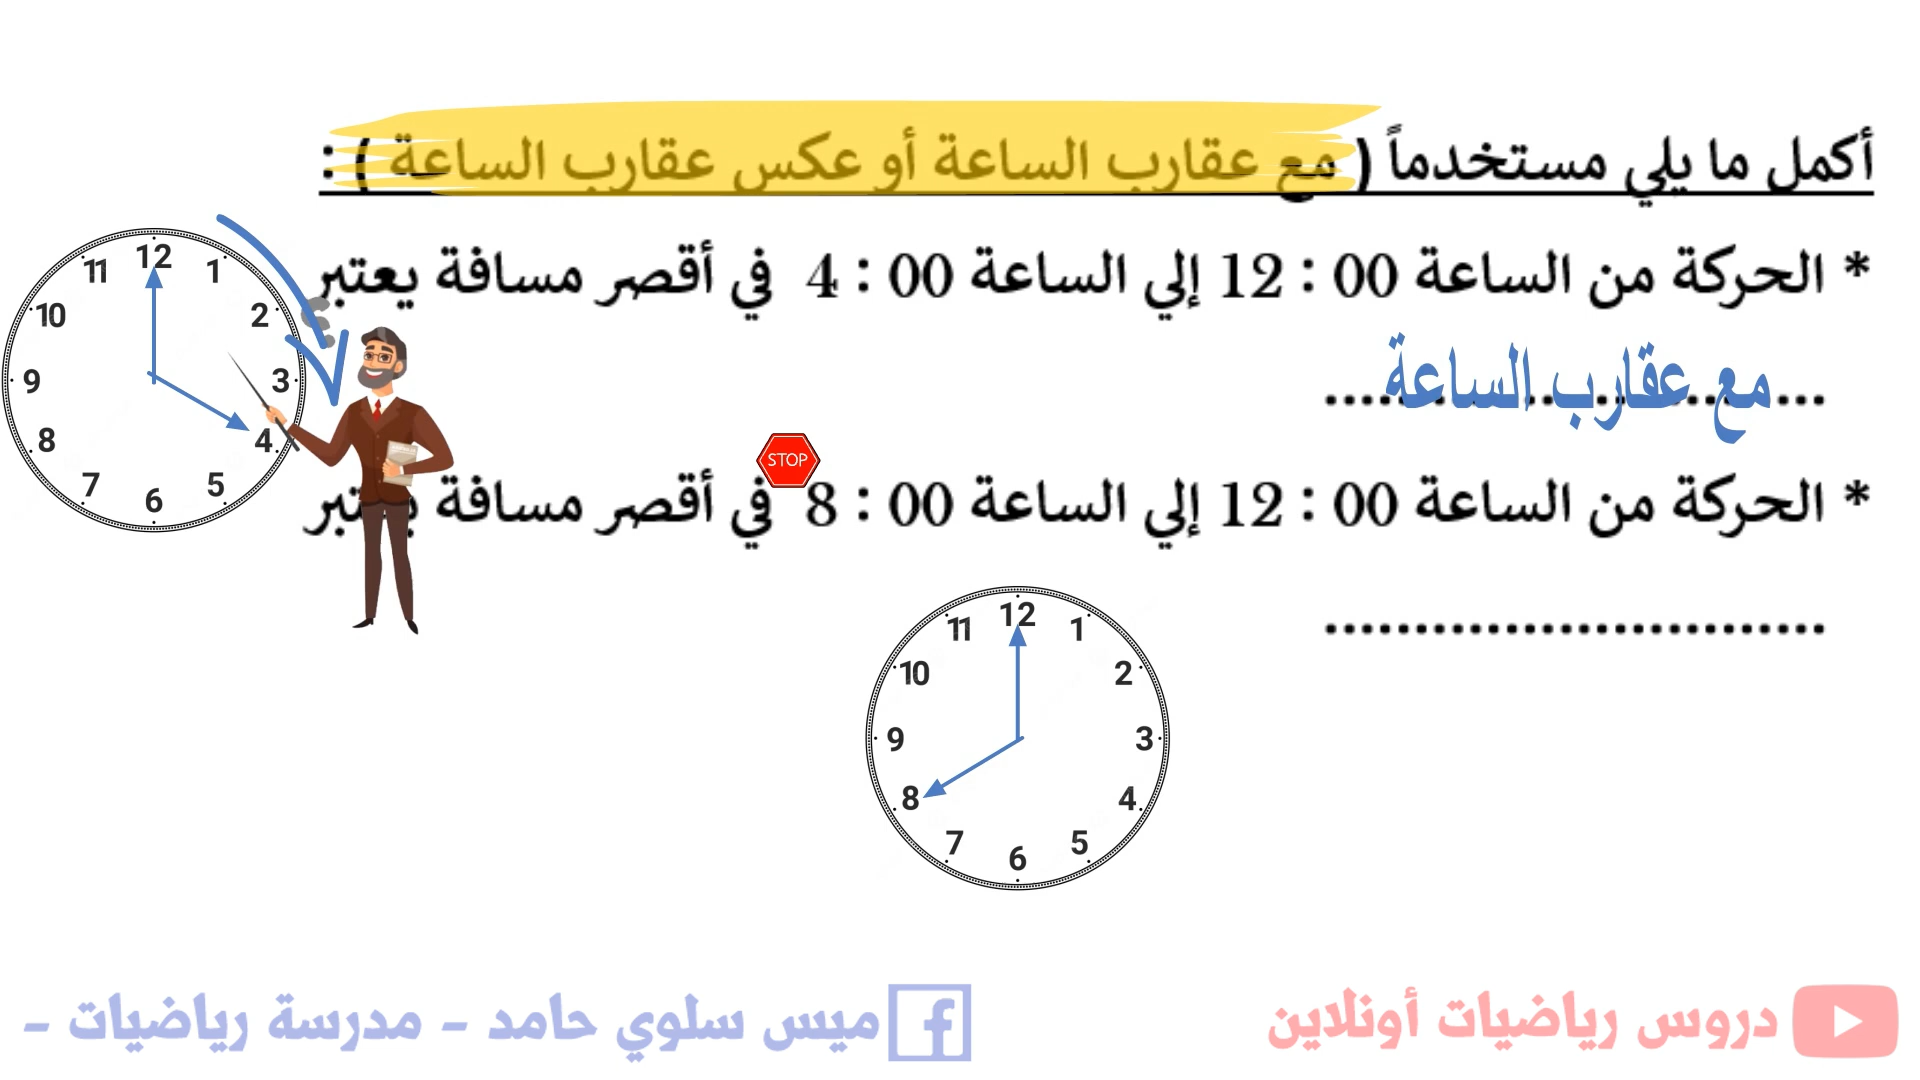 أكمل ما يلي مستخدماً ( مع عقارب الساعة أو عكس عقارب الساعة ) :
* الحركة من الساعة 00 : 12 إلي الساعة 00 : 4 في أقصر مسافة يعتبر
مع عقارب الساعة
12
11 1
10 2
9 3
8 4
7 5
6
STOP
* الحركة من الساعة 00 : 12 إلي الساعة 00 : 8 في أقصر مسافة يعتبر
............................
12
11 1
10 2
9 3
8 4
7 5
6
دروس رياضيات أونلاين
ميس سلوي حامد - مدرسة رياضيات -